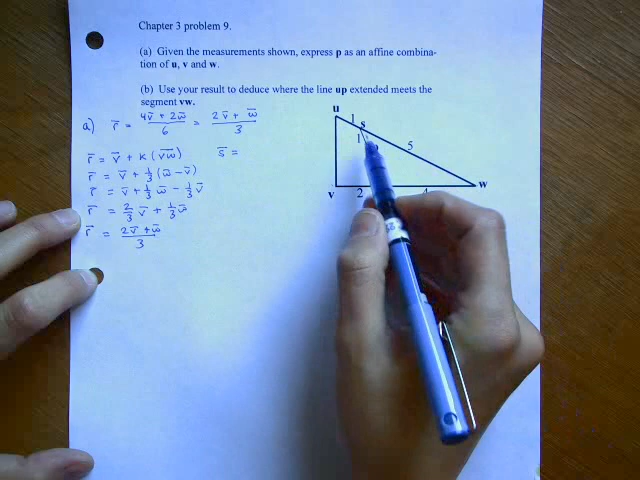 Chapter 3 problem 9.
(a) Given the measurements shown, express p as an affine combina-
tion of u, v and w.
(b) Use your result to deduce where the line up extended meets the
segment vw.
a) r̄ = (4v̄ + 2w̄)/6 = (2v̄ + w̄)/3
r̄ = v̄ + k (v̄w̄)
r̄ = v̄ + 1/3 (w̄ − v̄)
r̄ = v̄ + 1/3 w̄ − 1/3 v̄
r̄ = 2/3 v̄ + 1/3 w̄
r̄ = (2v̄ + w̄)/3
s̄ =
u
1 s
1 5
v 2 4 w